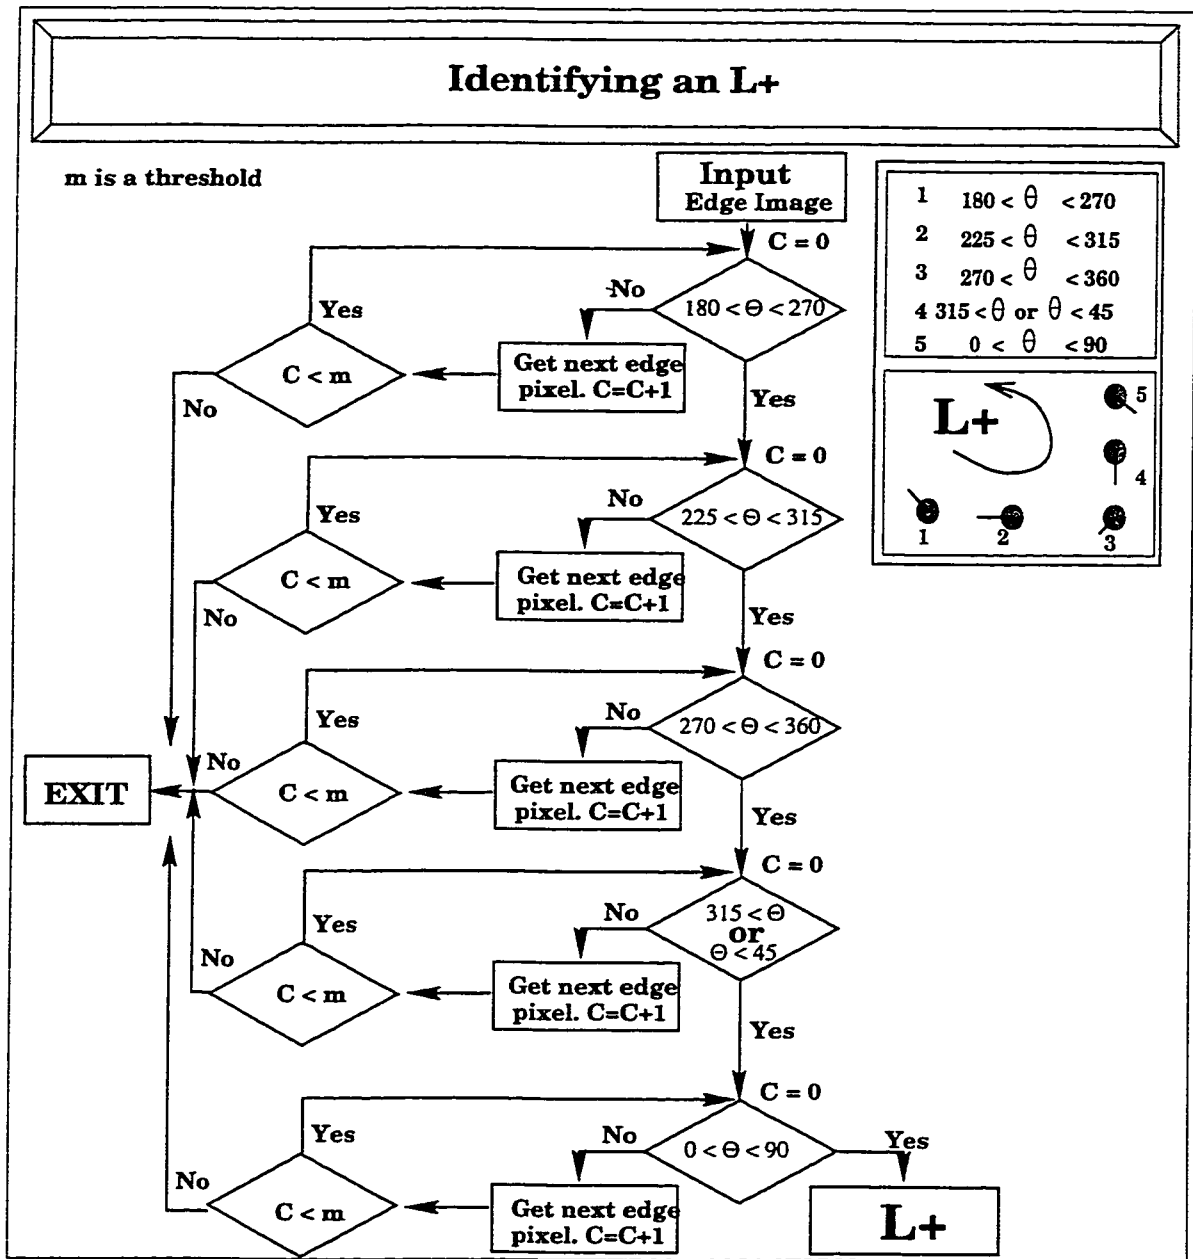 Identifying an L+
m is a threshold
Input
Edge Image
C = 0
180 < Θ < 270
No
Yes
Get next edge
pixel. C=C+1
C < m
Yes
No
C = 0
225 < Θ < 315
No
Yes
Get next edge
pixel. C=C+1
C < m
Yes
No
C = 0
270 < Θ < 360
No
Yes
Get next edge
pixel. C=C+1
C < m
Yes
No
EXIT
C = 0
315 < Θ
or
Θ < 45
No
Yes
Get next edge
pixel. C=C+1
C < m
Yes
No
C = 0
0 < Θ < 90
No
Yes
Get next edge
pixel. C=C+1
C < m
Yes
No
L+
1 180 < θ < 270
2 225 < θ < 315
3 270 < θ < 360
4 315 < θ or θ < 45
5 0 < θ < 90
L+
5
4
1
2
3